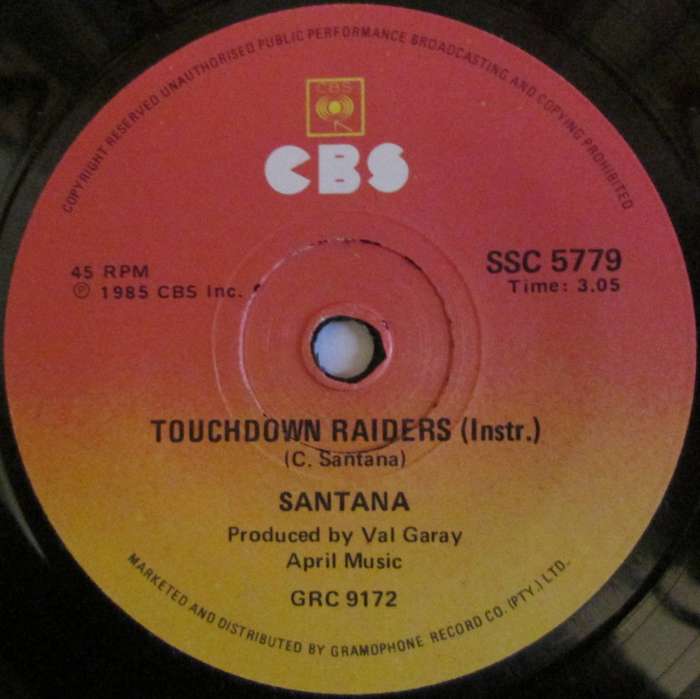 COPYRIGHT RESERVED UNAUTHORISED PUBLIC PERFORMANCE BROADCASTING AND COPYING PROHIBITED
CBS
CBS
45 RPM
Ⓟ 1985 CBS Inc.
SSC 5779
Time: 3.05
TOUCHDOWN RAIDERS (Instr.)
(C. Santana)
SANTANA
Produced by Val Garay
April Music
GRC 9172
MARKETED AND DISTRIBUTED BY GRAMOPHONE RECORD CO. (PTY.) LTD.